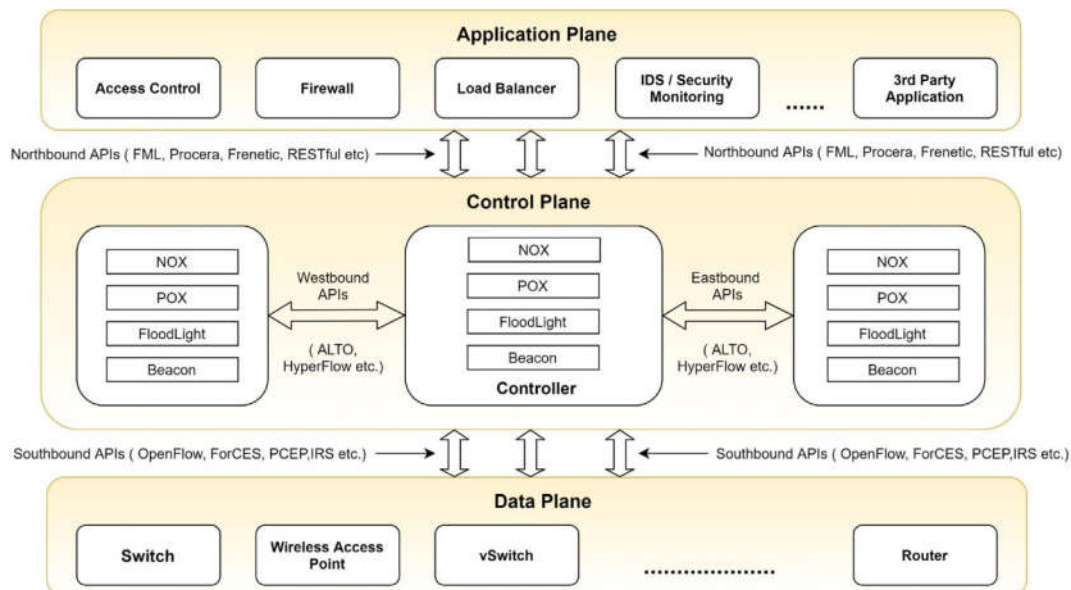 Application Plane
Access Control
Firewall
Load Balancer
IDS / Security
Monitoring
......
3rd Party
Application
Northbound APIs ( FML, Procera, Frenetic, RESTful etc)
Northbound APIs ( FML, Procera, Frenetic, RESTful etc)
Control Plane
NOX
POX
FloodLight
Beacon
Westbound
APIs
( ALTO,
HyperFlow etc.)
NOX
POX
FloodLight
Beacon
Controller
Eastbound
APIs
( ALTO,
HyperFlow etc.)
NOX
POX
FloodLight
Beacon
Southbound APIs ( OpenFlow, ForCES, PCEP,IRS etc.)
Southbound APIs ( OpenFlow, ForCES, PCEP,IRS etc.)
Data Plane
Switch
Wireless Access
Point
vSwitch
....................
Router